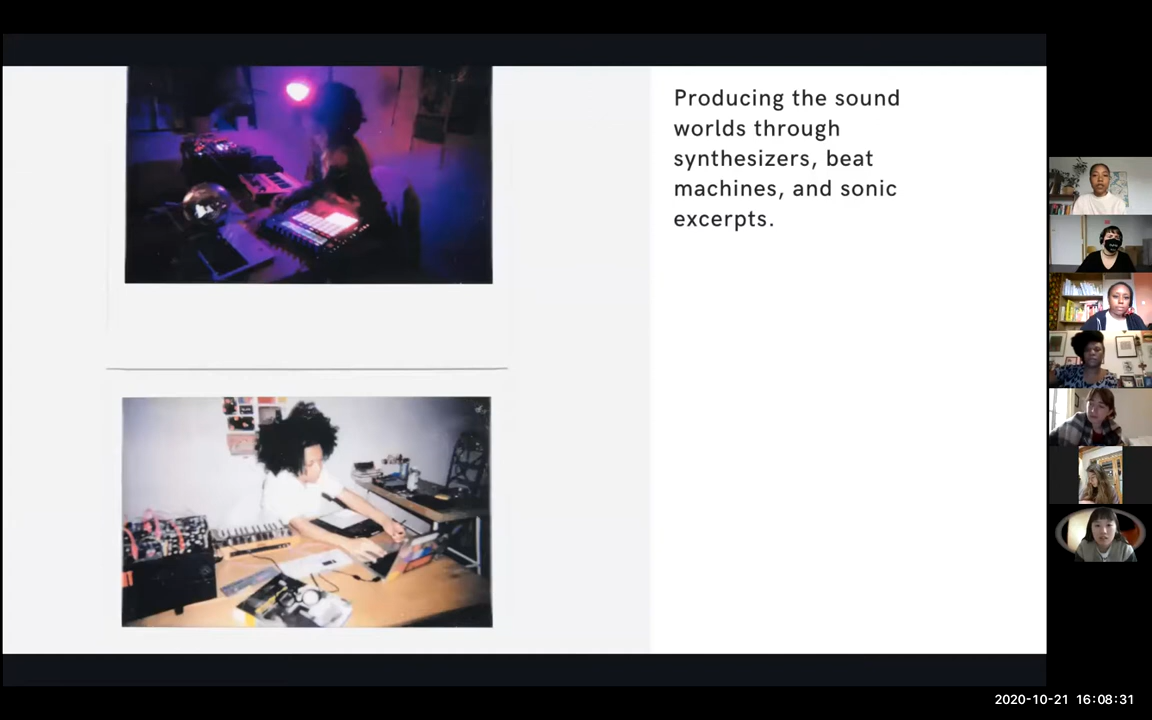 Producing the sound
worlds through
synthesizers, beat
machines, and sonic
excerpts.
2020-10-21 16:08:31